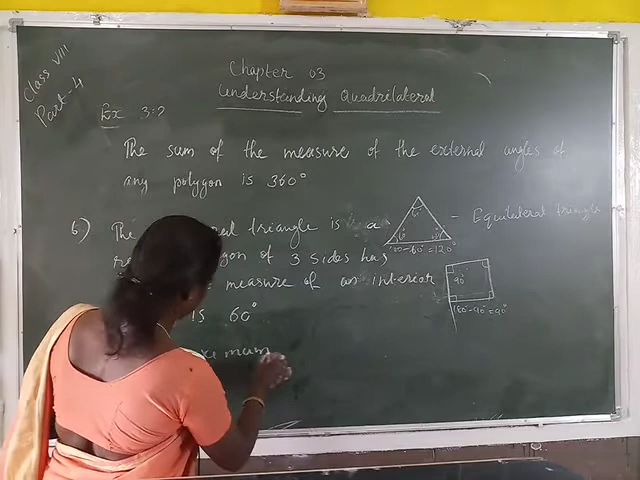 Class VIII
Part 4
Chapter 03
Understanding Quadrilateral
Ex 3.2
The sum of the measure of the external angles of
any polygon is 360°
6) The triangle is a
of 3 sides has
measure of an interior
is 60°
mum
- Equilateral triangle
180-60°=120°
90°
180°-90°=90°